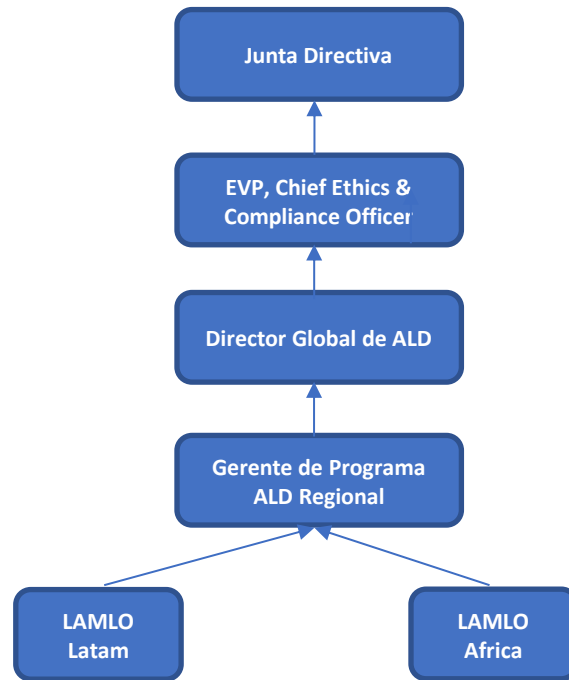 Junta Directiva
EVP, Chief Ethics &
Compliance Officer
Director Global de ALD
Gerente de Programa
ALD Regional
LAMLO
Latam
LAMLO
Africa